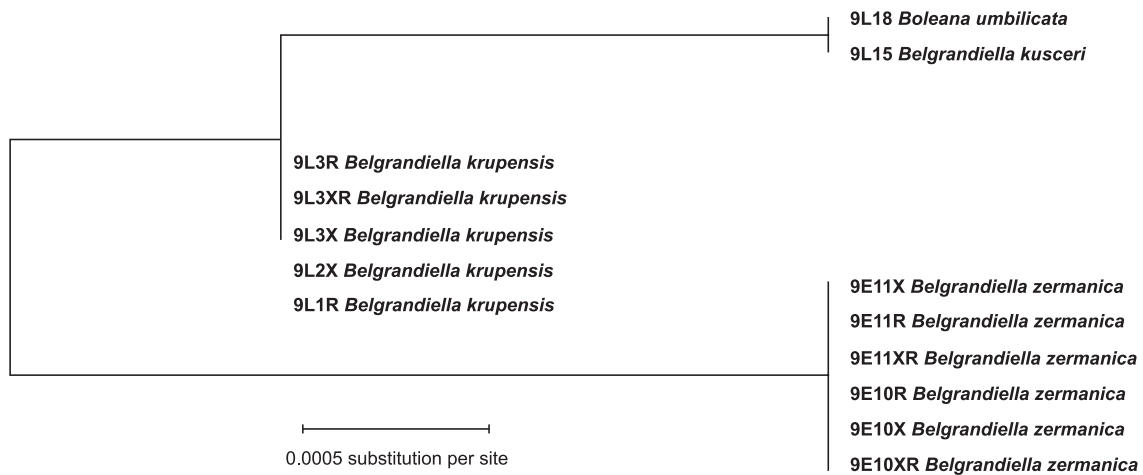 9L18 Boleana umbilicata
9L15 Belgrandiella kusceri
9L3R Belgrandiella krupensis
9L3XR Belgrandiella krupensis
9L3X Belgrandiella krupensis
9L2X Belgrandiella krupensis
9L1R Belgrandiella krupensis
9E11X Belgrandiella zermanica
9E11R Belgrandiella zermanica
9E11XR Belgrandiella zermanica
9E10R Belgrandiella zermanica
9E10X Belgrandiella zermanica
9E10XR Belgrandiella zermanica
0.0005 substitution per site